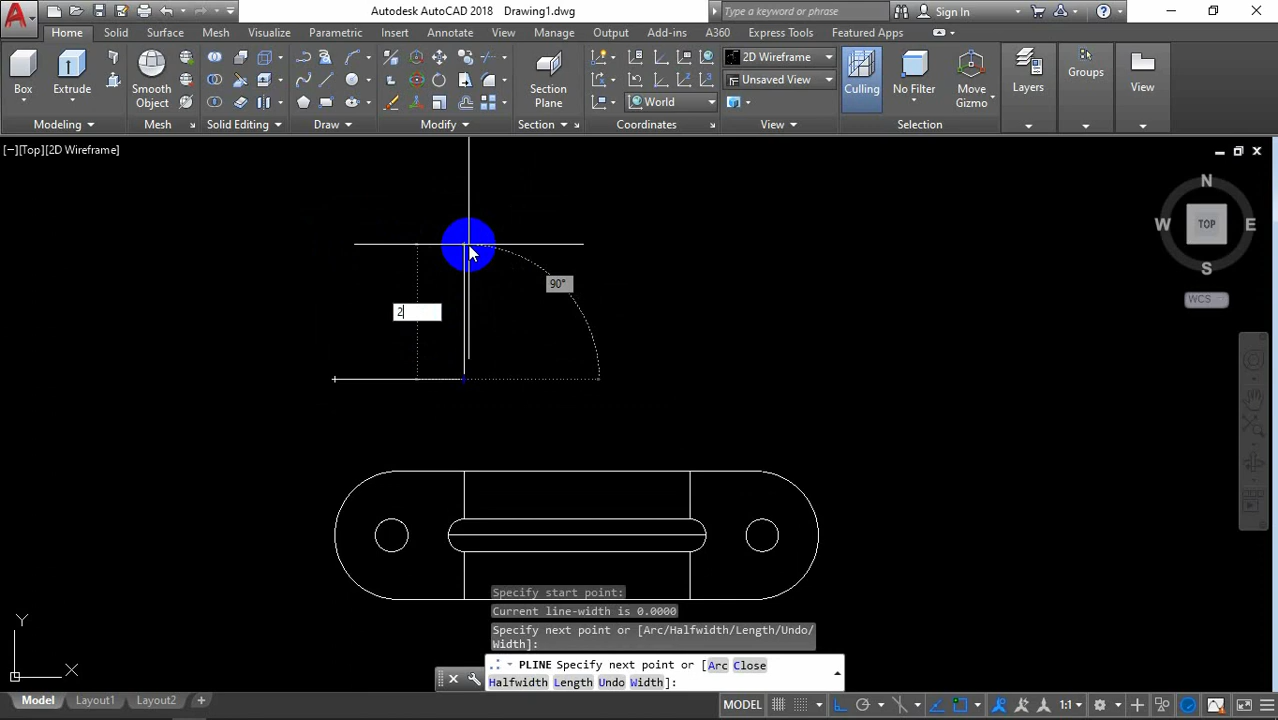 Autodesk AutoCAD 2018 Drawing1.dwg
Type a keyword or phrase
Sign In
Home Solid Surface Mesh Visualize Parametric Insert Annotate View Manage Output Add-ins A360 Express Tools Featured Apps
Box
Extrude
Smooth
Object
Section
Plane
World
2D Wireframe
Unsaved View
Culling
No Filter
Move
Gizmo
Layers
Groups
View
Modeling
Mesh
Solid Editing
Draw
Modify
Section
Coordinates
View
Selection
[−][Top][2D Wireframe]
N
W
TOP
E
S
WCS
90°
2
Specify start point:
Current line-width is 0.0000
Specify next point or [Arc/Halfwidth/Length/Undo/
Width]:
PLINE Specify next point or [Arc Close
Halfwidth Length Undo Width]:
Y
X
Model Layout1 Layout2 +
MODEL
1:1